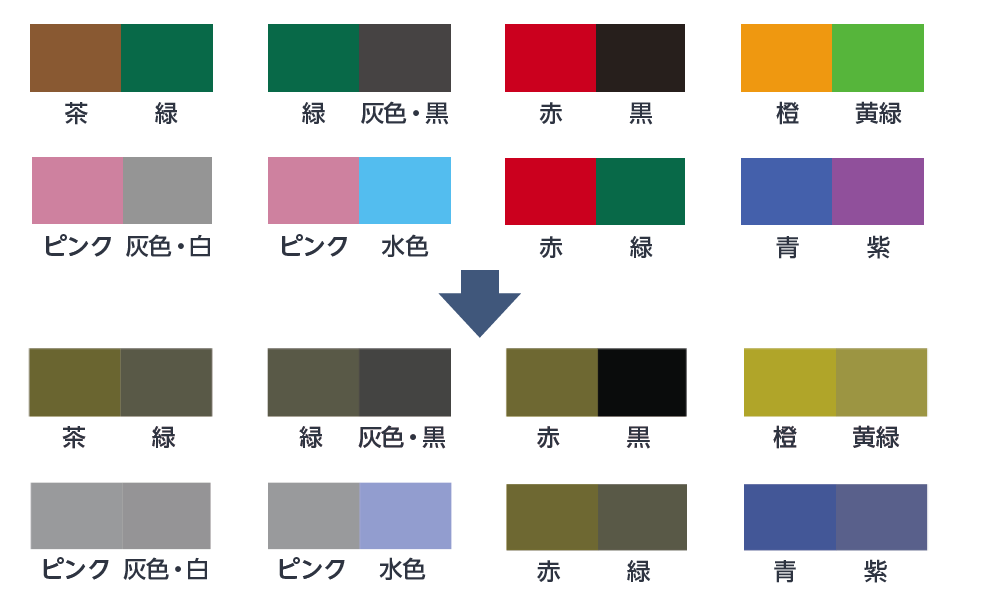 茶 緑 緑 灰色・黒 赤 黒 橙 黄緑
ピンク 灰色・白 ピンク 水色 赤 緑 青 紫
茶 緑 緑 灰色・黒 赤 黒 橙 黄緑
ピンク 灰色・白 ピンク 水色 赤 緑 青 紫